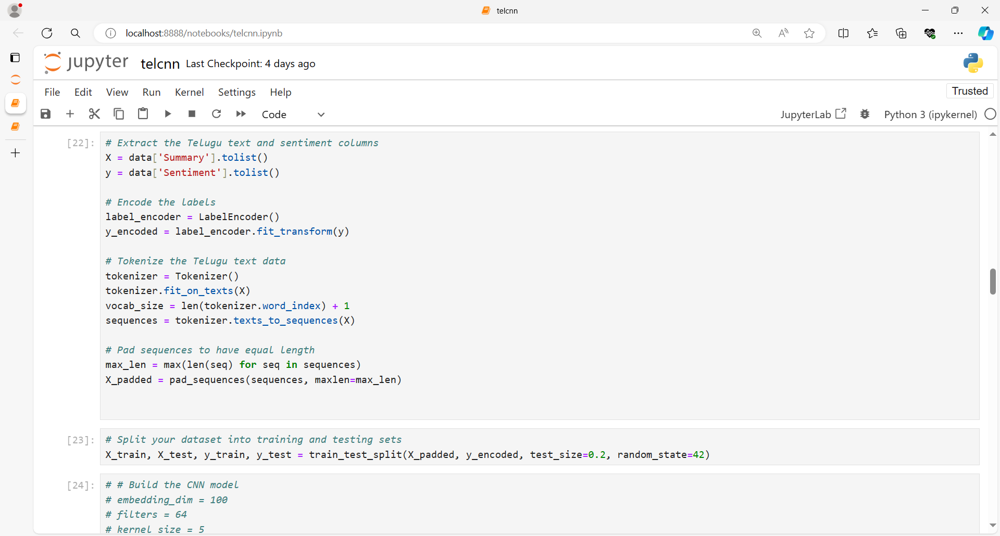 telcnn
localhost:8888/notebooks/telcnn.ipynb
jupyter telcnn Last Checkpoint: 4 days ago
File Edit View Run Kernel Settings Help Trusted
Code JupyterLab Python 3 (ipykernel)
[22]: # Extract the Telugu text and sentiment columns
X = data['Summary'].tolist()
y = data['Sentiment'].tolist()
# Encode the labels
label_encoder = LabelEncoder()
y_encoded = label_encoder.fit_transform(y)
# Tokenize the Telugu text data
tokenizer = Tokenizer()
tokenizer.fit_on_texts(X)
vocab_size = len(tokenizer.word_index) + 1
sequences = tokenizer.texts_to_sequences(X)
# Pad sequences to have equal length
max_len = max(len(seq) for seq in sequences)
X_padded = pad_sequences(sequences, maxlen=max_len)
[23]: # Split your dataset into training and testing sets
X_train, X_test, y_train, y_test = train_test_split(X_padded, y_encoded, test_size=0.2, random_state=42)
[24]: # # Build the CNN model
# embedding_dim = 100
# filters = 64
# kernel_size = 5